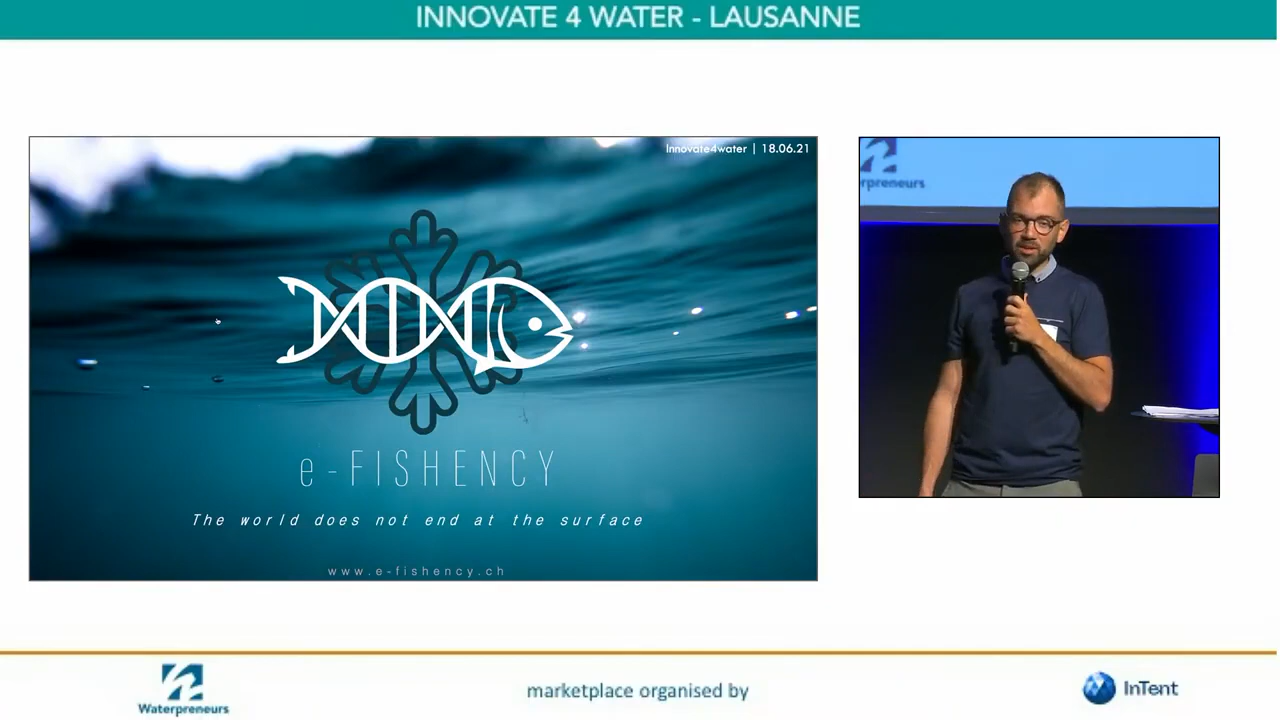 INNOVATE 4 WATER - LAUSANNE
Innovate4water | 18.06.21
e-FISHENCY
The world does not end at the surface
www.e-fishency.ch
rpreneurs
Waterpreneurs
marketplace organised by
InTent